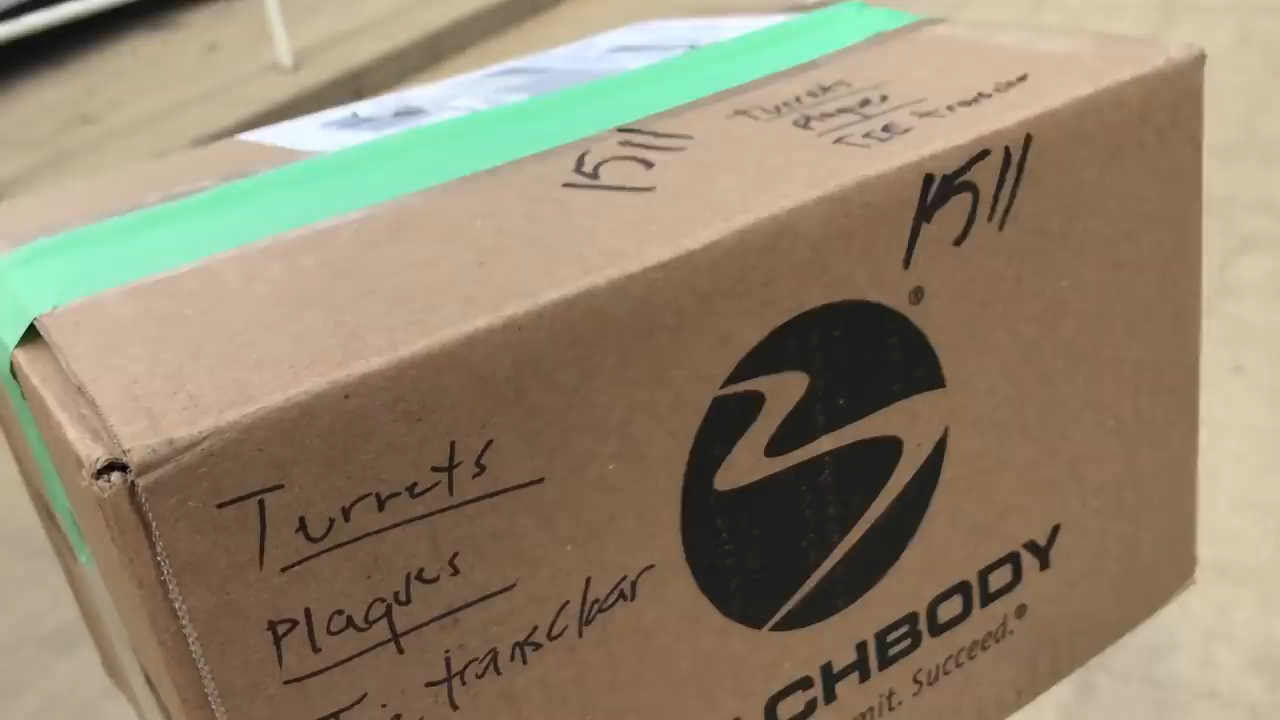 1511
Turrets
Plaques
TIE
1511
®
Turrets
Plaques
transclear
CHBODY
mit. Succeed.®